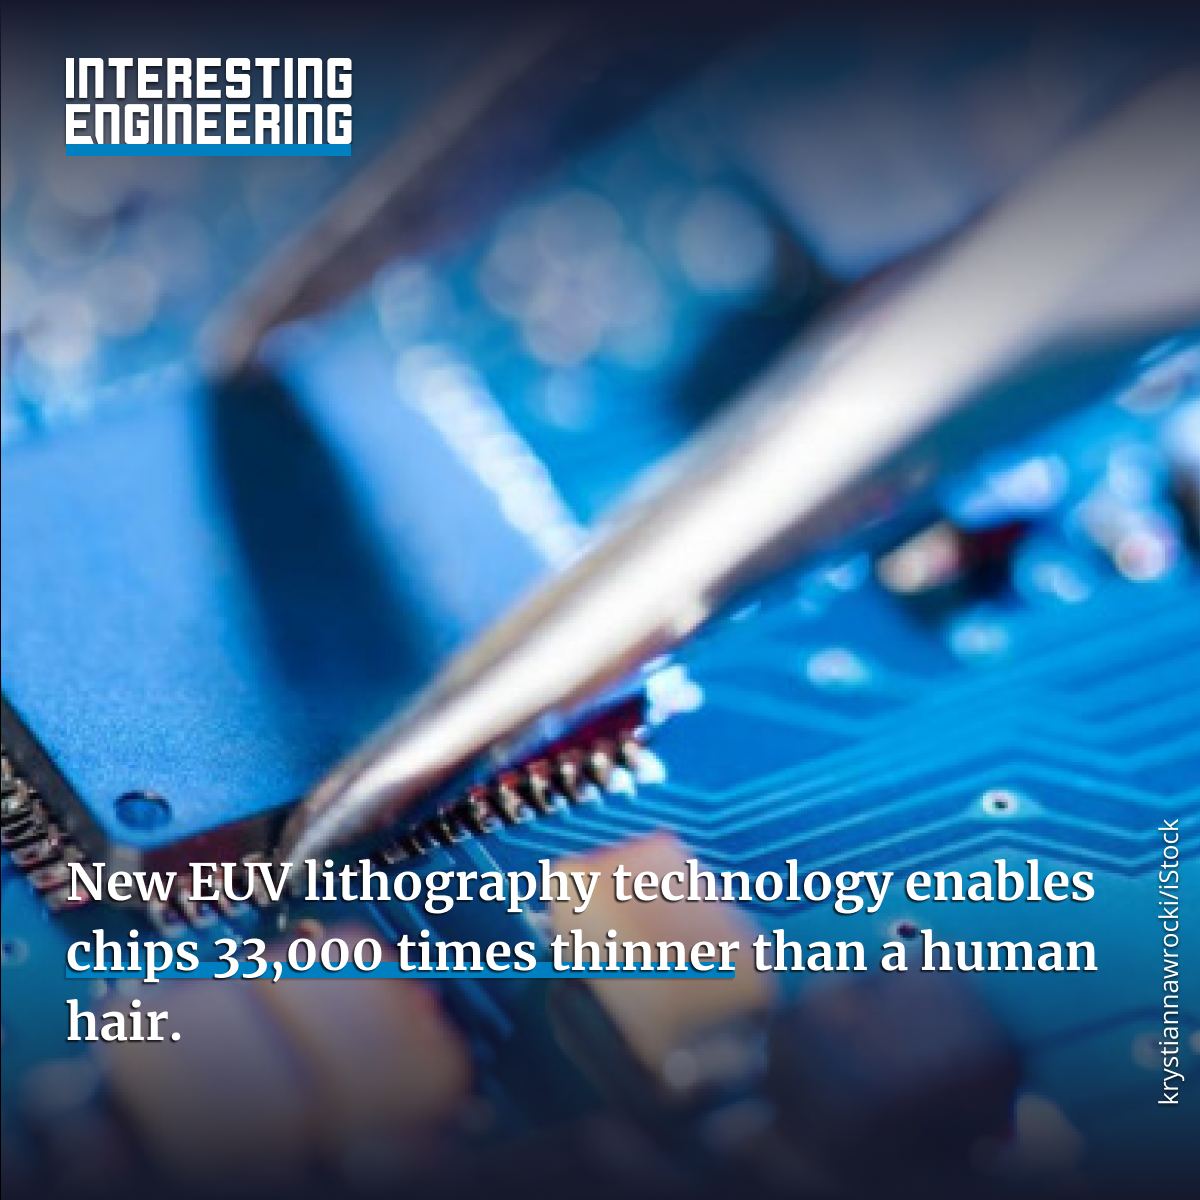 INTERESTING
ENGINEERING
New EUV lithography technology enables
chips 33,000 times thinner than a human
hair.
krystiannawrocki/iStock